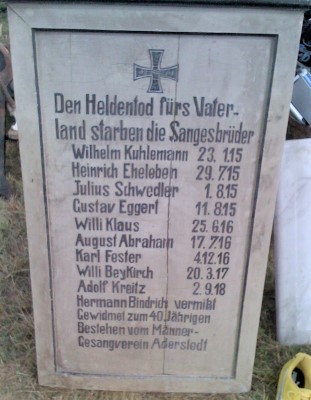 Den Heldentod fürs Vater-
land starben die Sangesbrüder
Wilhelm Kuhlemann 23.1.15
Heinrich Eheleben 29.7.15
Julius Schwedler 1.8.15
Gustav Eggert 11.8.15
Willi Klaus 25.6.16
August Abraham 17.7.16
Karl Fester 4.12.16
Willi BeyKirch 20.3.17
Adolf Kreitz 2.9.18
Hermann Bindrich vermißt
Gewidmet zum 40 Jährigen
Bestehen vom Männer-
Gesangverein Aderstedt